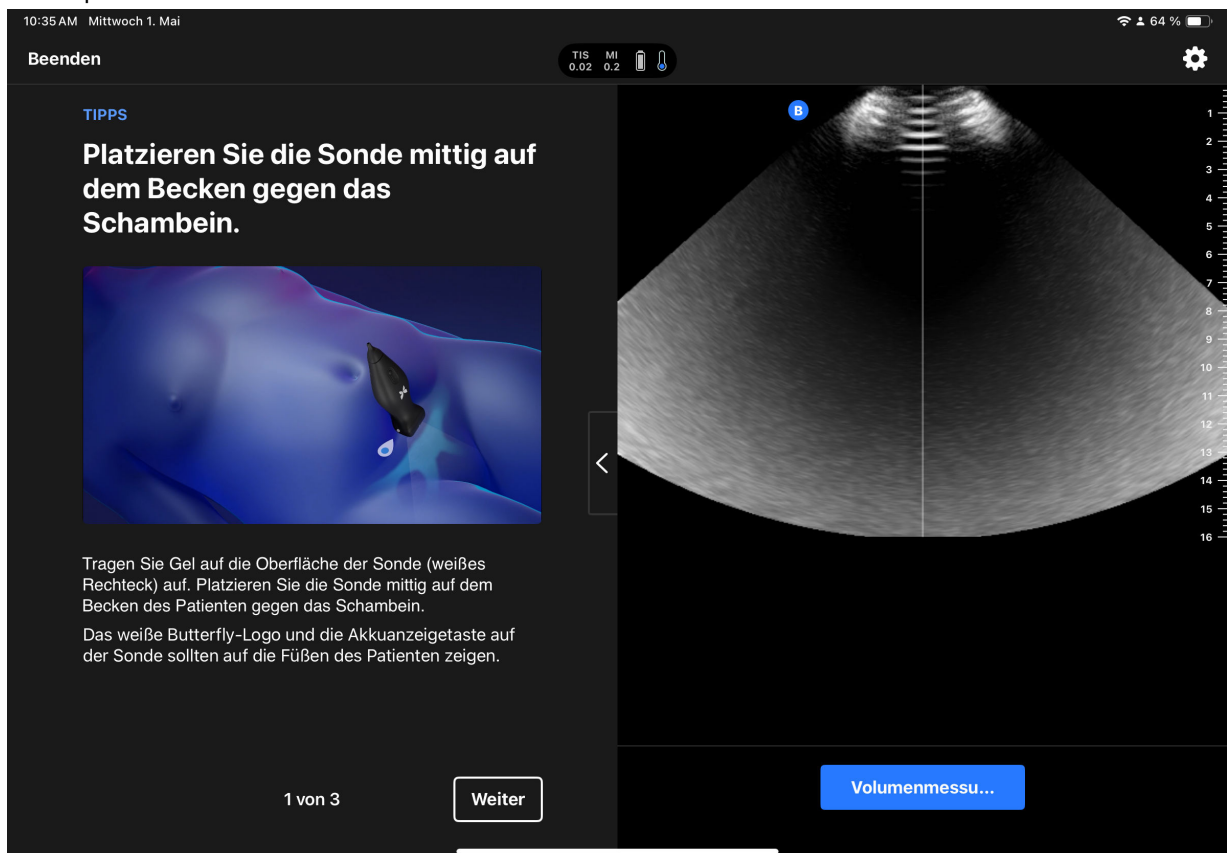 10:35 AM Mittwoch 1. Mai
64 %
Beenden
TIS MI
0.02 0.2
TIPPS
Platzieren Sie die Sonde mittig auf
dem Becken gegen das
Schambein.
Tragen Sie Gel auf die Oberfläche der Sonde (weißes
Rechteck) auf. Platzieren Sie die Sonde mittig auf dem
Becken des Patienten gegen das Schambein.
Das weiße Butterfly-Logo und die Akkuanzeigetaste auf
der Sonde sollten auf die Füßen des Patienten zeigen.
1 von 3
Weiter
B
1
2
3
4
5
6
7
8
9
10
11
12
13
14
15
16
Volumenmessu...